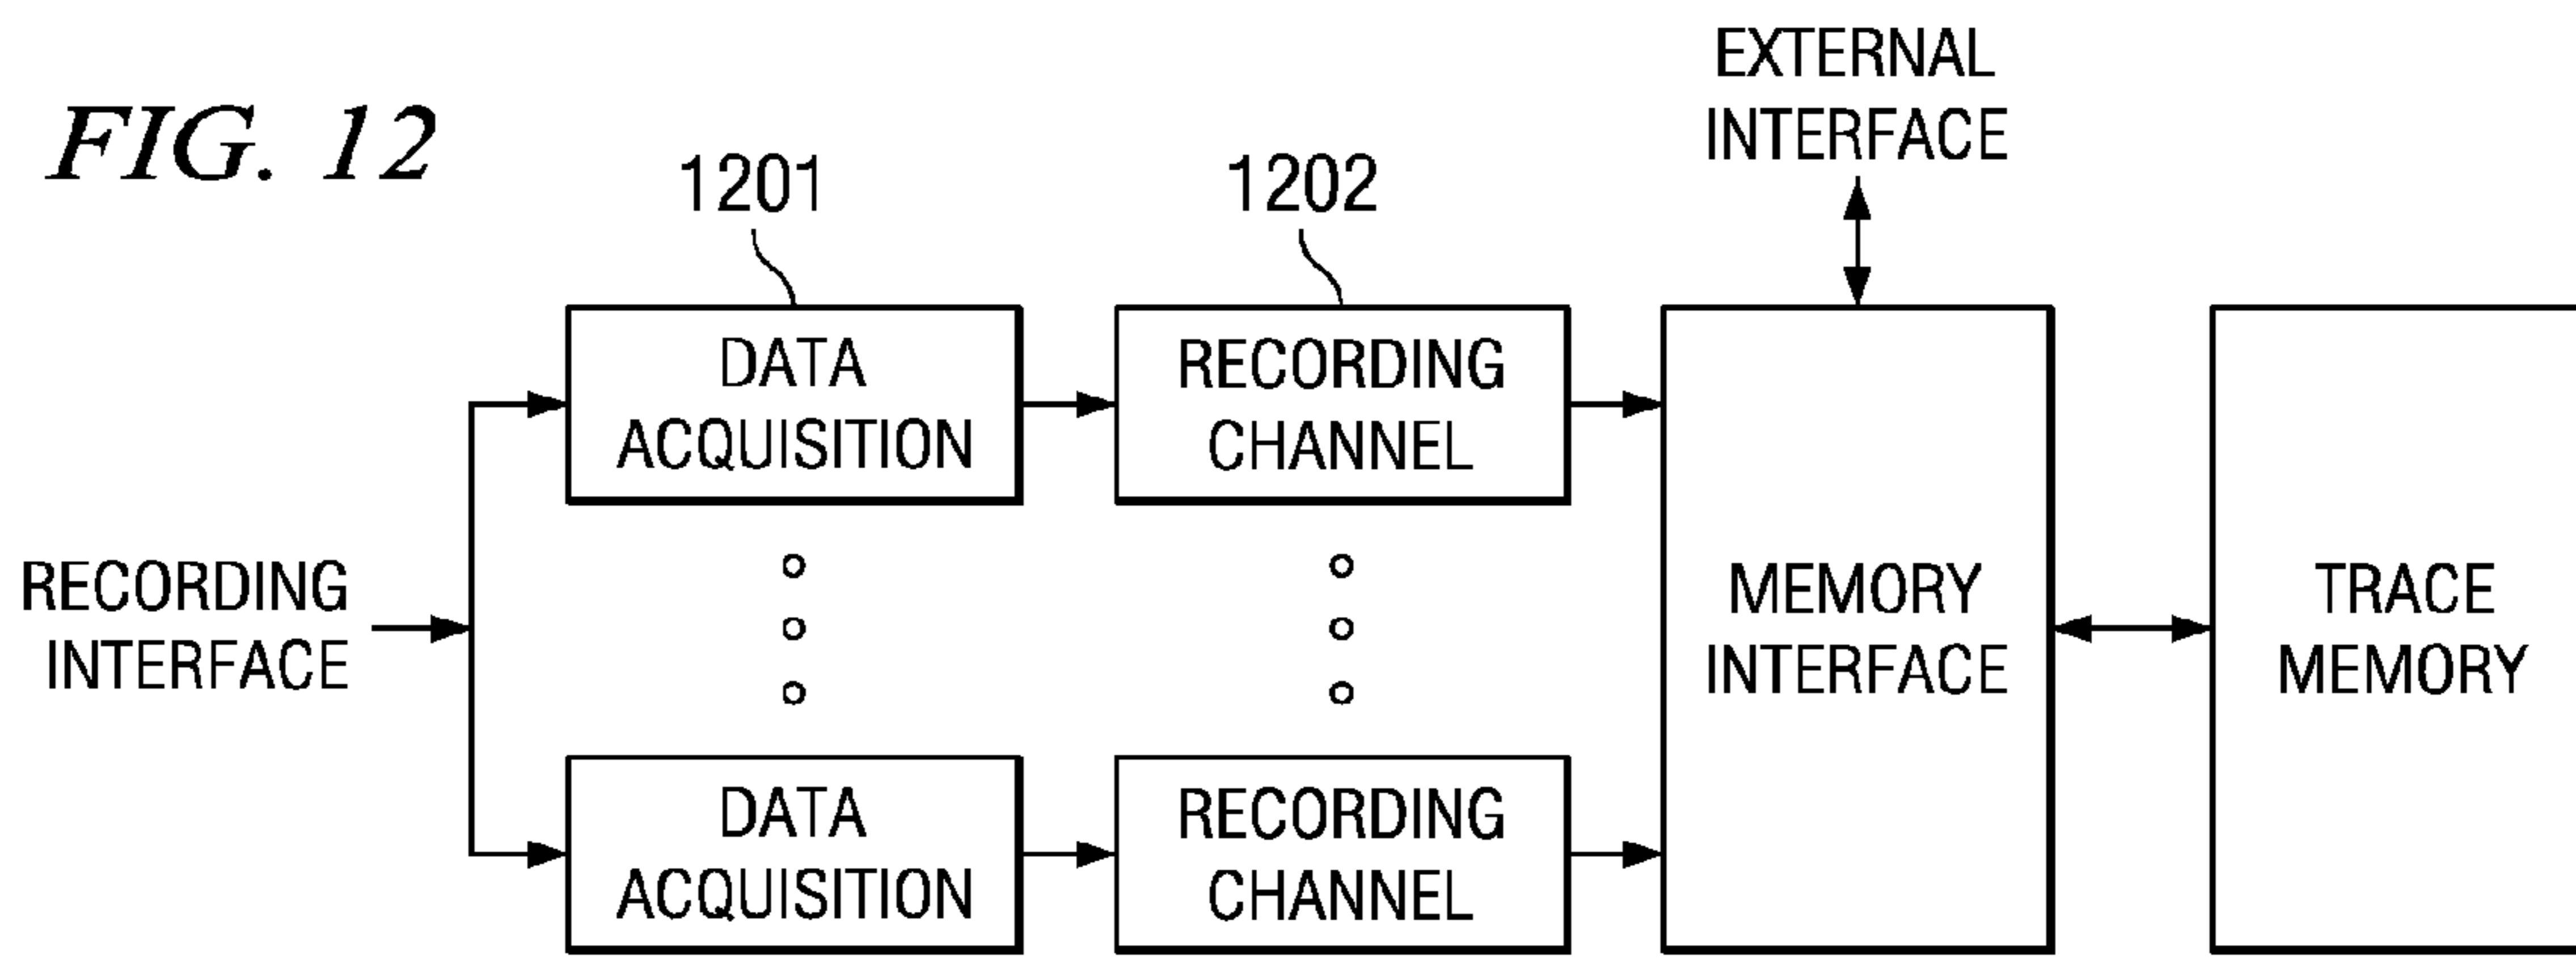 FIG. 12
EXTERNAL
INTERFACE
1201
1202
DATA
ACQUISITION
RECORDING
CHANNEL
RECORDING
INTERFACE
MEMORY
INTERFACE
TRACE
MEMORY
DATA
ACQUISITION
RECORDING
CHANNEL